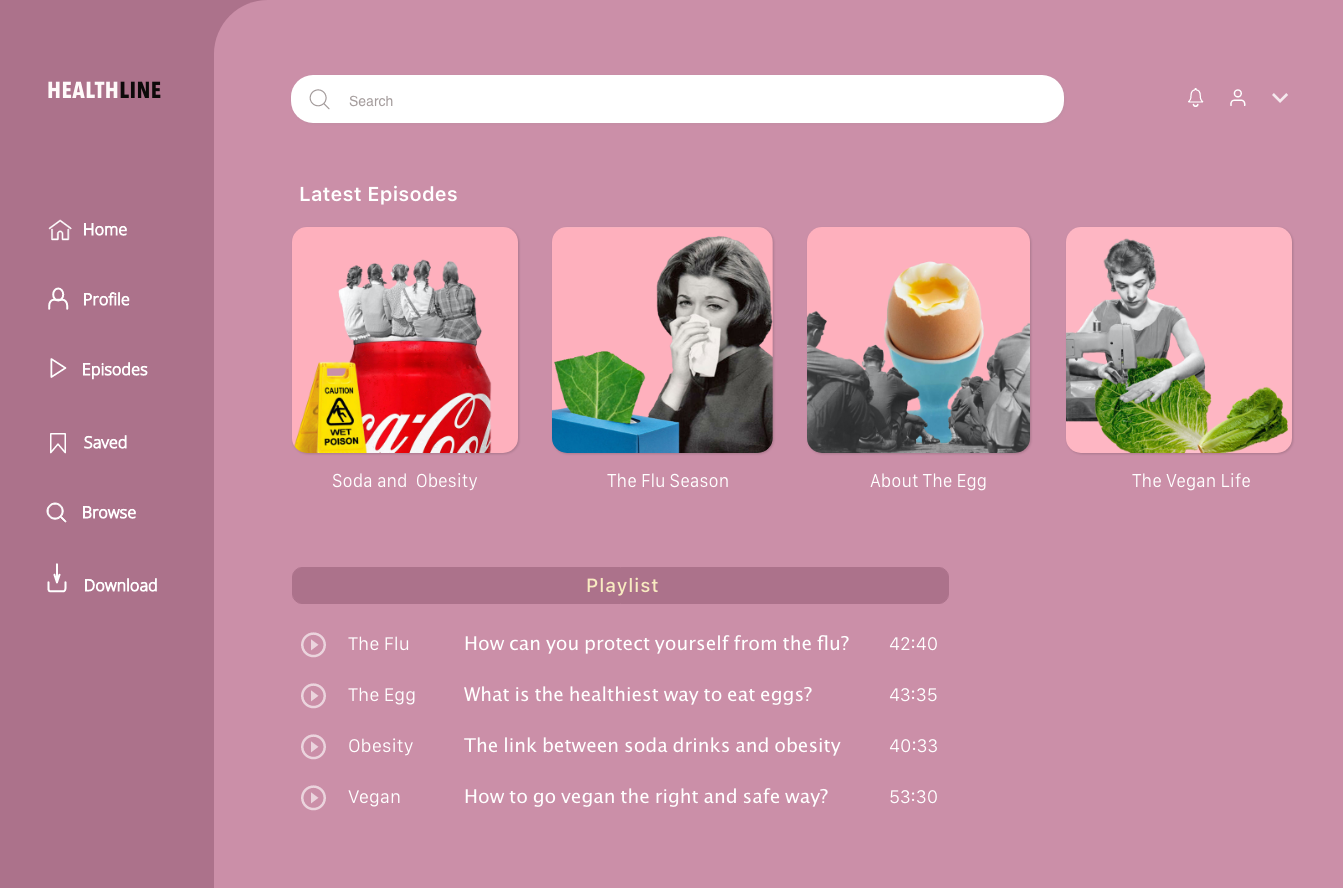 HEALTHLINE
Search
Home
Profile
Episodes
Saved
Browse
Download
Latest Episodes
CAUTION
WET
POISON
Coca-Col
Soda and Obesity
The Flu Season
About The Egg
The Vegan Life
Playlist
The Flu How can you protect yourself from the flu? 42:40
The Egg What is the healthiest way to eat eggs? 43:35
Obesity The link between soda drinks and obesity 40:33
Vegan How to go vegan the right and safe way? 53:30